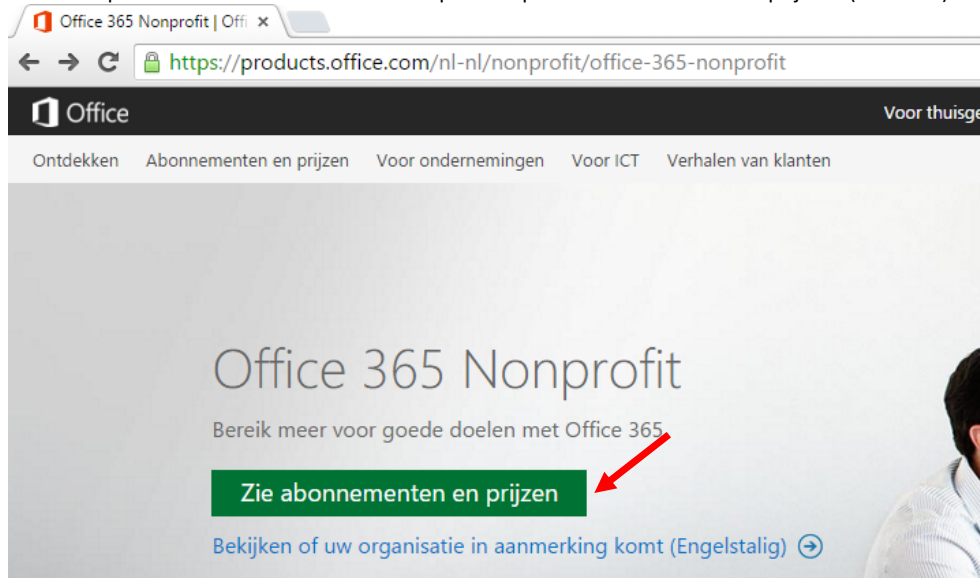 Office 365 Nonprofit | Offi
https://products.office.com/nl-nl/nonprofit/office-365-nonprofit
Office
Voor thuisge
Ontdekken Abonnementen en prijzen Voor ondernemingen Voor ICT Verhalen van klanten
Office 365 Nonprofit
Bereik meer voor goede doelen met Office 365
Zie abonnementen en prijzen
Bekijken of uw organisatie in aanmerking komt (Engelstalig)